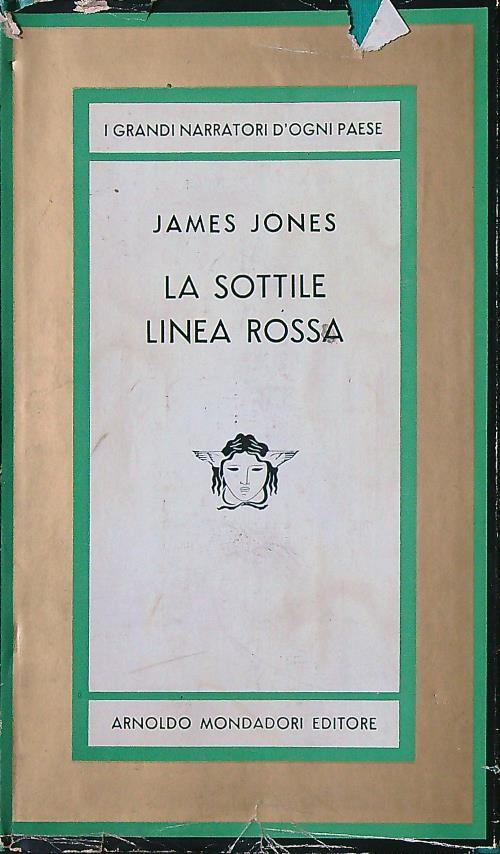 I GRANDI NARRATORI D'OGNI PAESE
JAMES JONES
LA SOTTILE
LINEA ROSSA
ARNOLDO MONDADORI EDITORE